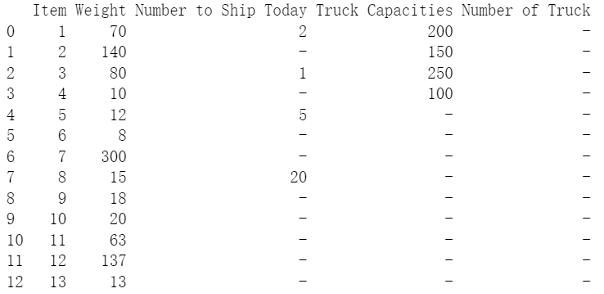 Item Weight Number to Ship Today Truck Capacities Number of Truck
0 1 70 2 200 -
1 2 140 - 150 -
2 3 80 1 250 -
3 4 10 - 100 -
4 5 12 5 - -
5 6 8 - - -
6 7 300 - - -
7 8 15 20 - -
8 9 18 - - -
9 10 20 - - -
10 11 63 - - -
11 12 137 - - -
12 13 13 - - -